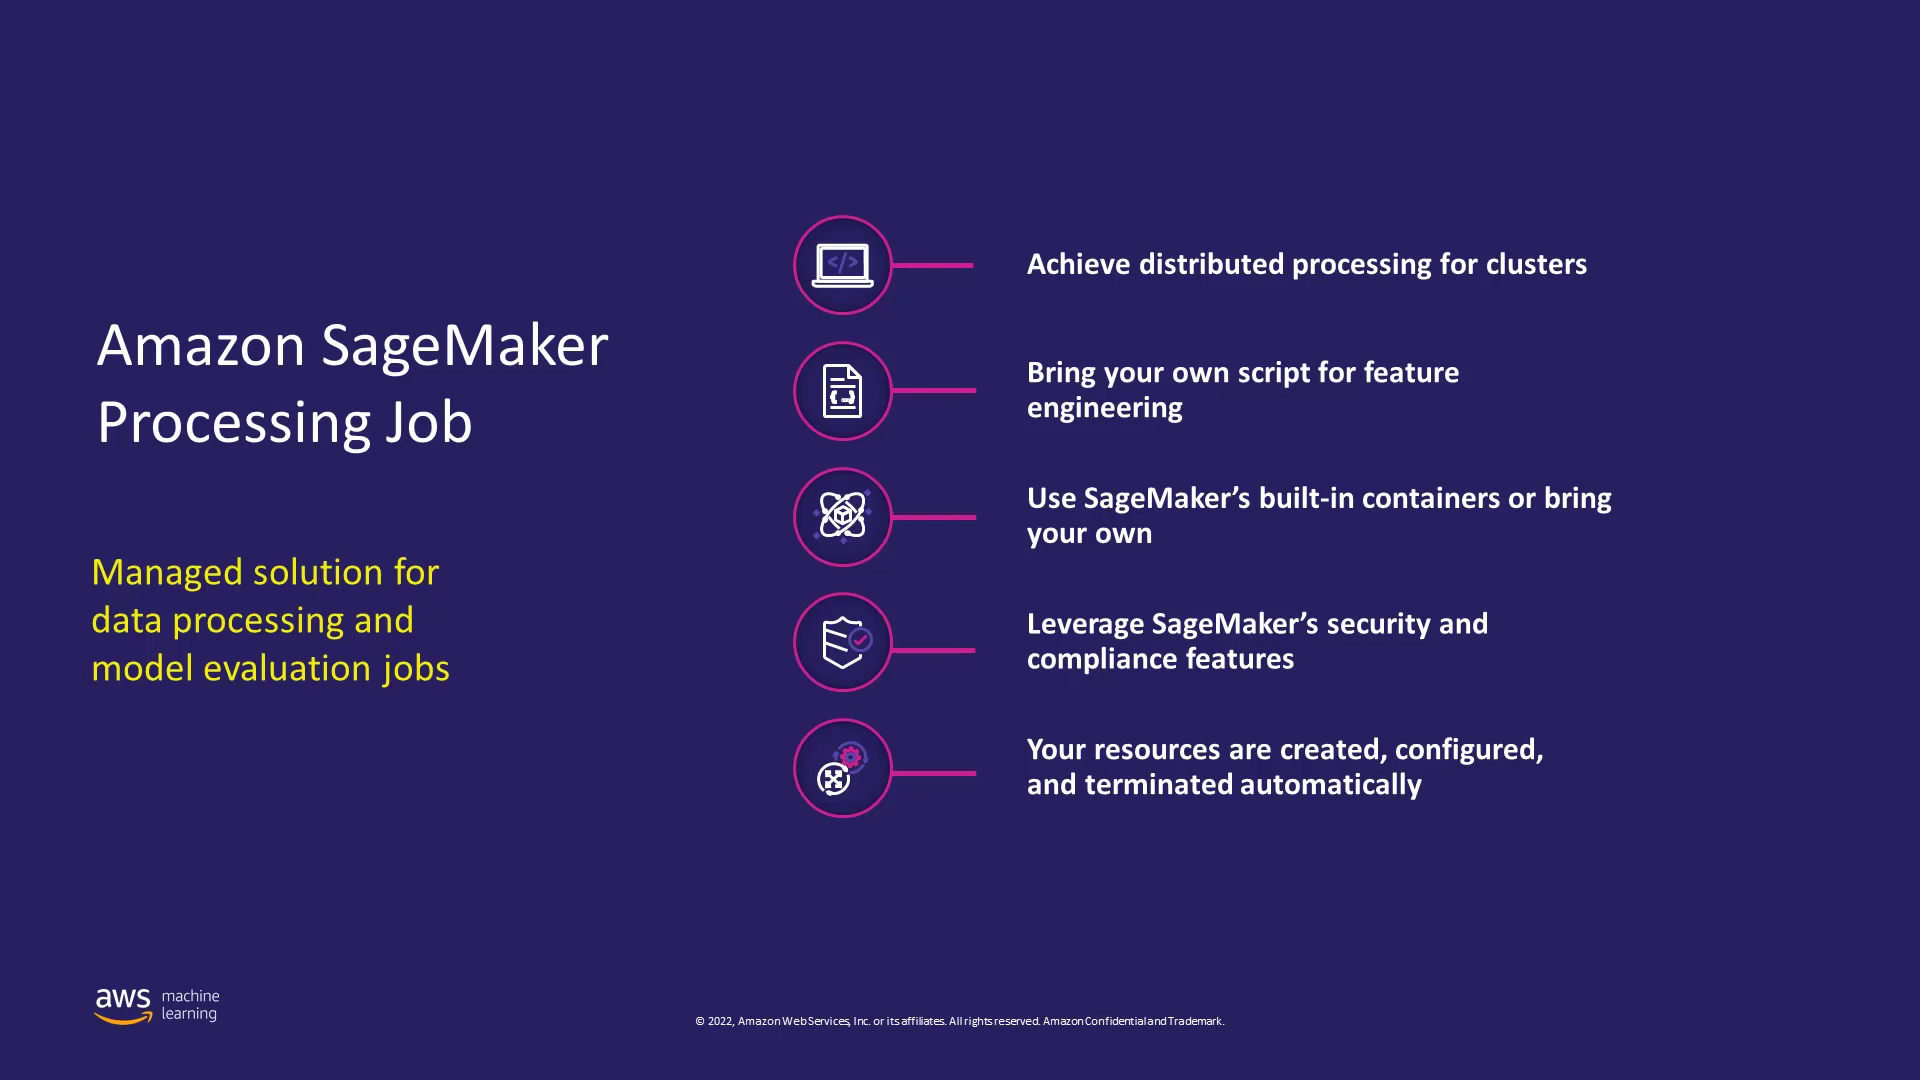 Amazon SageMaker
Processing Job
Managed solution for
data processing and
model evaluation jobs
</>
Achieve distributed processing for clusters
Bring your own script for feature
engineering
Use SageMaker’s built-in containers or bring
your own
Leverage SageMaker’s security and
compliance features
Your resources are created, configured,
and terminated automatically
aws machine
learning
© 2022, Amazon Web Services, Inc. or its affiliates. All rights reserved. Amazon Confidential and Trademark.